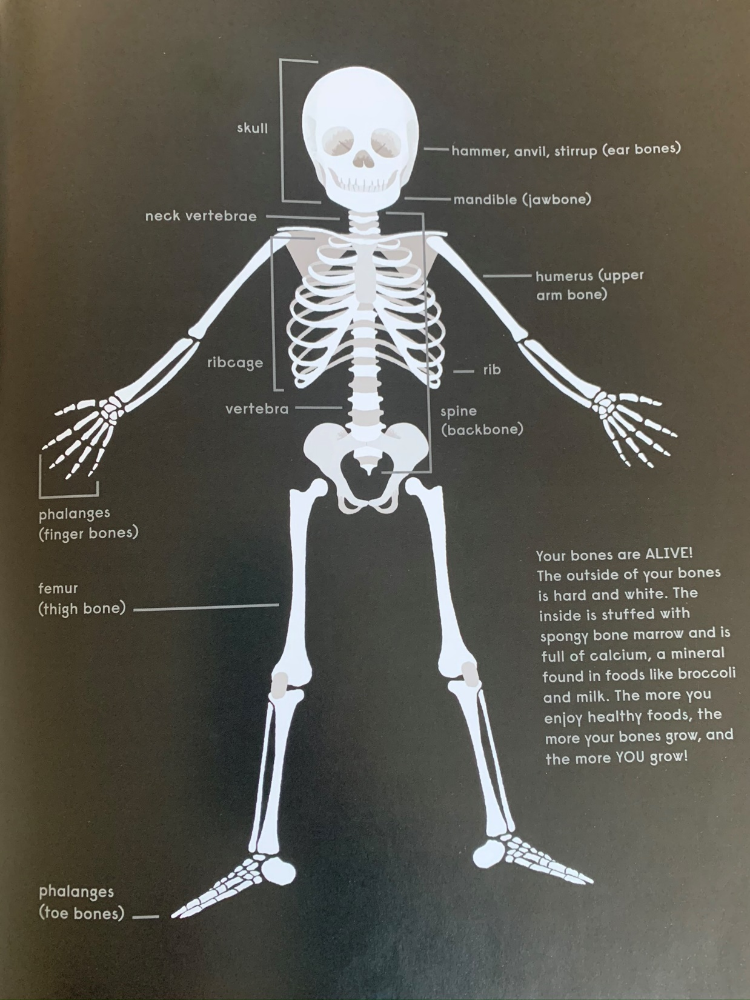 skull
hammer, anvil, stirrup (ear bones)
mandible (jawbone)
neck vertebrae
humerus (upper
arm bone)
ribcage
rib
vertebra
spine
(backbone)
phalanges
(finger bones)
femur
(thigh bone)
Your bones are ALIVE!
The outside of your bones
is hard and white. The
inside is stuffed with
spongy bone marrow and is
full of calcium, a mineral
found in foods like broccoli
and milk. The more you
enjoy healthy foods, the
more your bones grow, and
the more YOU grow!
phalanges
(toe bones)